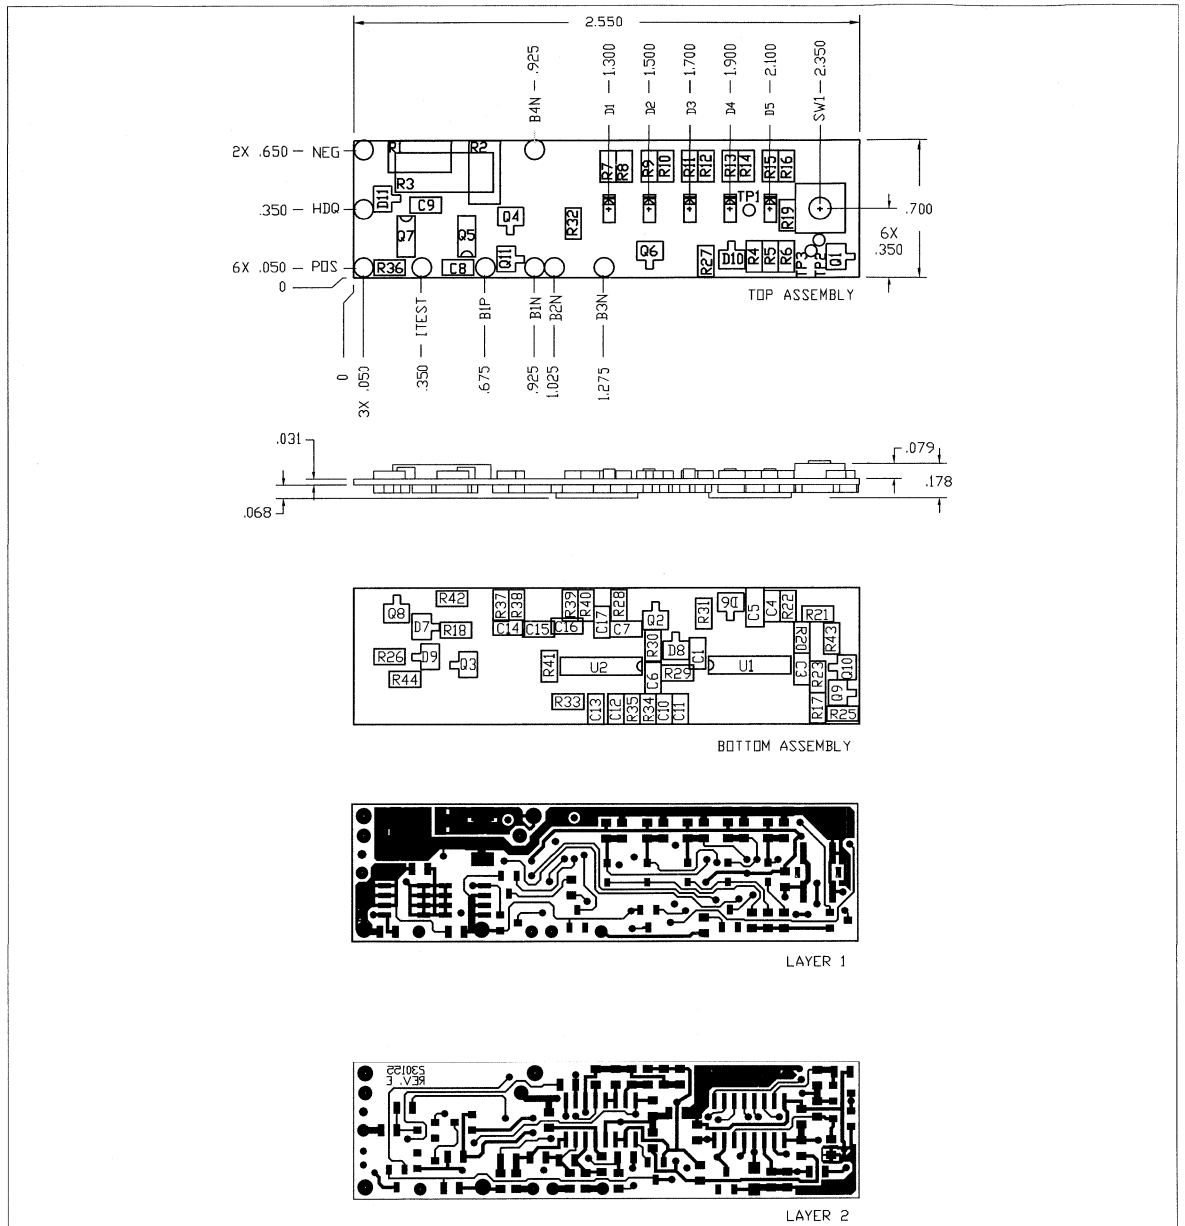 2.550
B4N - .925
D1 - 1.300
D2 - 1.500
D3 - 1.700
D4 - 1.900
D5 - 2.100
SW1 - 2.350
2X .650 - NEG
.350 - HDQ
6X .050 - POS
0
R1
R2
R3
D11
C9
Q7
Q5
Q4
Q11
R36
C8
R32
R7
R8
R9
R10
R11
R12
R13
R14
R15
R16
TP1
R19
Q6
R27
D10
R4
R5
R6
TP3
TP2
Q1
.700
6X
.350
TOP ASSEMBLY
0
3X .050
.350 - ITEST
.675 - B1P
.925 - B1N
1.025 - B2N
1.275 - B3N
.031
.068
.079
.178
R42
Q8
D7
R18
R26
D9
R44
Q3
R37
R38
C14
C15
C16
R39
R40
C17
R28
C7
Q2
R30
D8
C1
R31
D6
C5
C4
R22
R21
R20
R43
R41
U2
C6
R29
U1
C3
R23
Q10
Q9
R17
R25
R33
C13
C12
R35
R34
C10
C11
BOTTOM ASSEMBLY
LAYER 1
530155
REV. E
LAYER 2